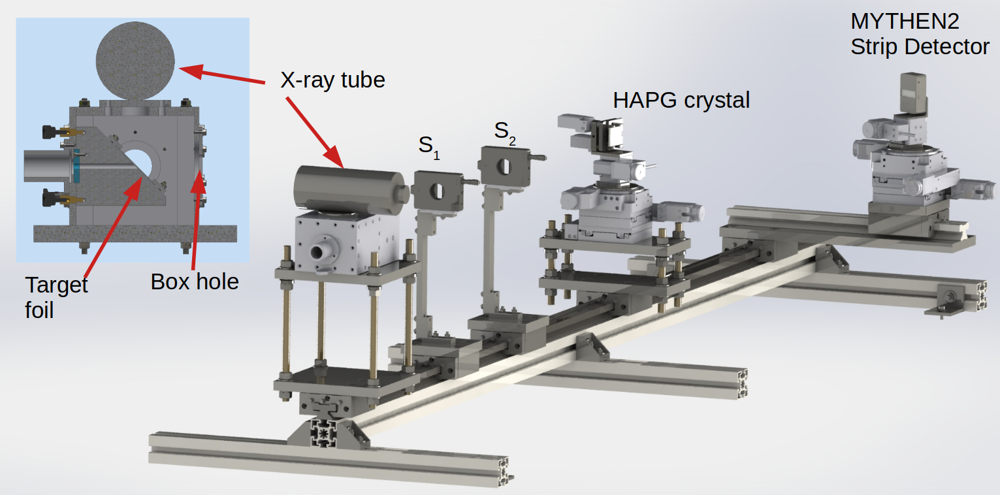 MYTHEN2
Strip Detector
X-ray tube
HAPG crystal
S2
S1
Target
foil
Box hole